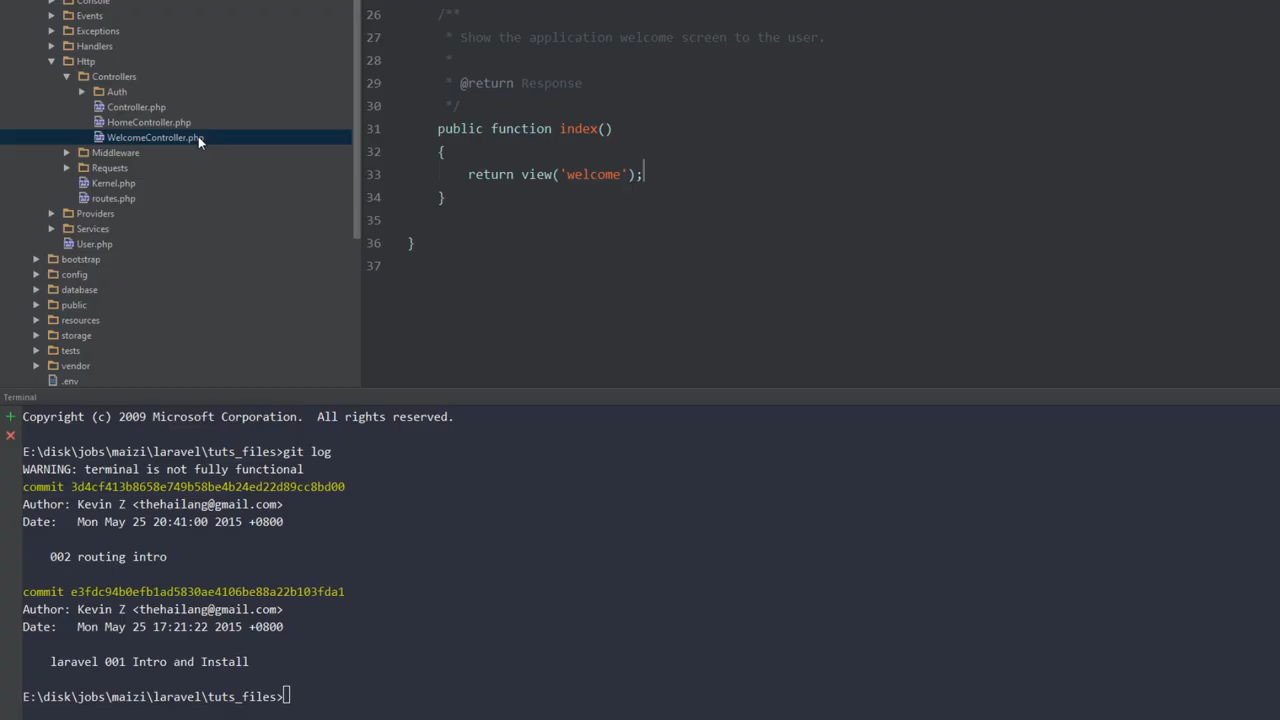 Console
Events
Exceptions
Handlers
Http
Controllers
Auth
Controller.php
HomeController.php
WelcomeController.php
Middleware
Requests
Kernel.php
routes.php
Providers
Services
User.php
bootstrap
config
database
public
resources
storage
tests
vendor
.env
26 /**
27 * Show the application welcome screen to the user.
28 *
29 * @return Response
30 */
31 public function index()
32 {
33 return view('welcome');
34 }
35
36 }
37
Terminal
Copyright (c) 2009 Microsoft Corporation. All rights reserved.
E:\disk\jobs\maizi\laravel\tuts_files>git log
WARNING: terminal is not fully functional
commit 3d4cf413b8658e749b58be4b24ed22d89cc8bd00
Author: Kevin Z <thehailang@gmail.com>
Date: Mon May 25 20:41:00 2015 +0800
002 routing intro
commit e3fdc94b0efb1ad5830ae4106be88a22b103fda1
Author: Kevin Z <thehailang@gmail.com>
Date: Mon May 25 17:21:22 2015 +0800
laravel 001 Intro and Install
E:\disk\jobs\maizi\laravel\tuts_files>